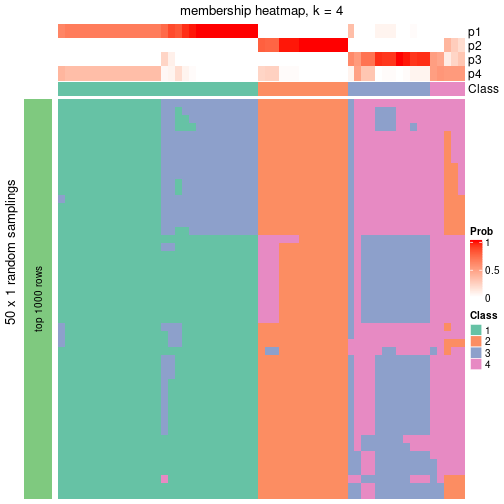 membership heatmap, k = 4
p1
p2
p3
p4
Class
50 x 1 random samplings
top 1000 rows
Prob
1
0.5
0
Class
1
2
3
4